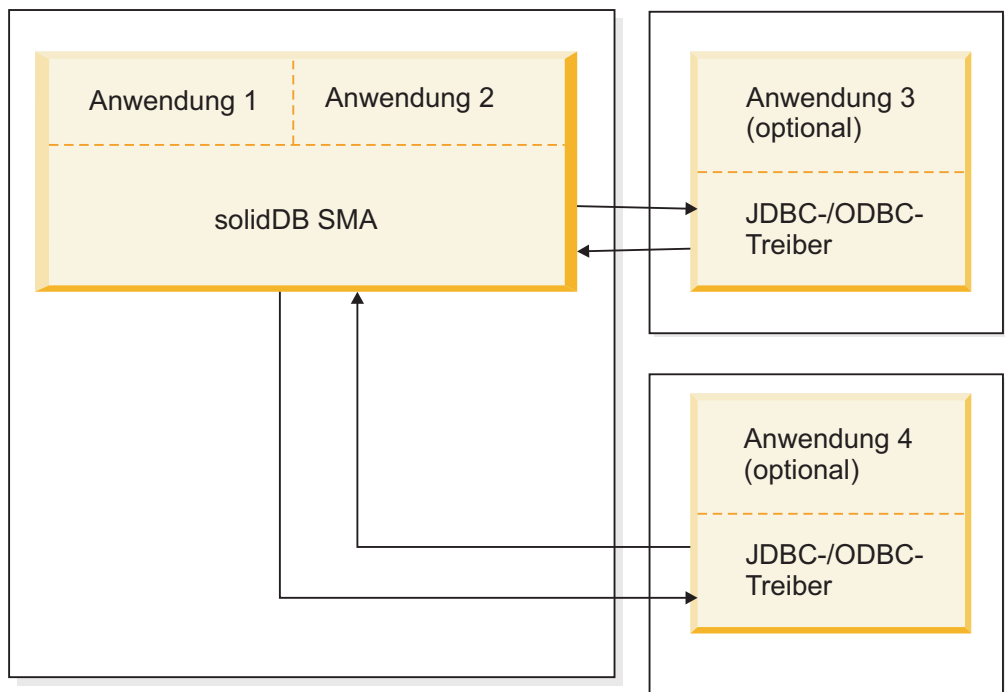 Anwendung 1
Anwendung 2
solidDB SMA
Anwendung 3
(optional)
JDBC-/ODBC-
Treiber
Anwendung 4
(optional)
JDBC-/ODBC-
Treiber